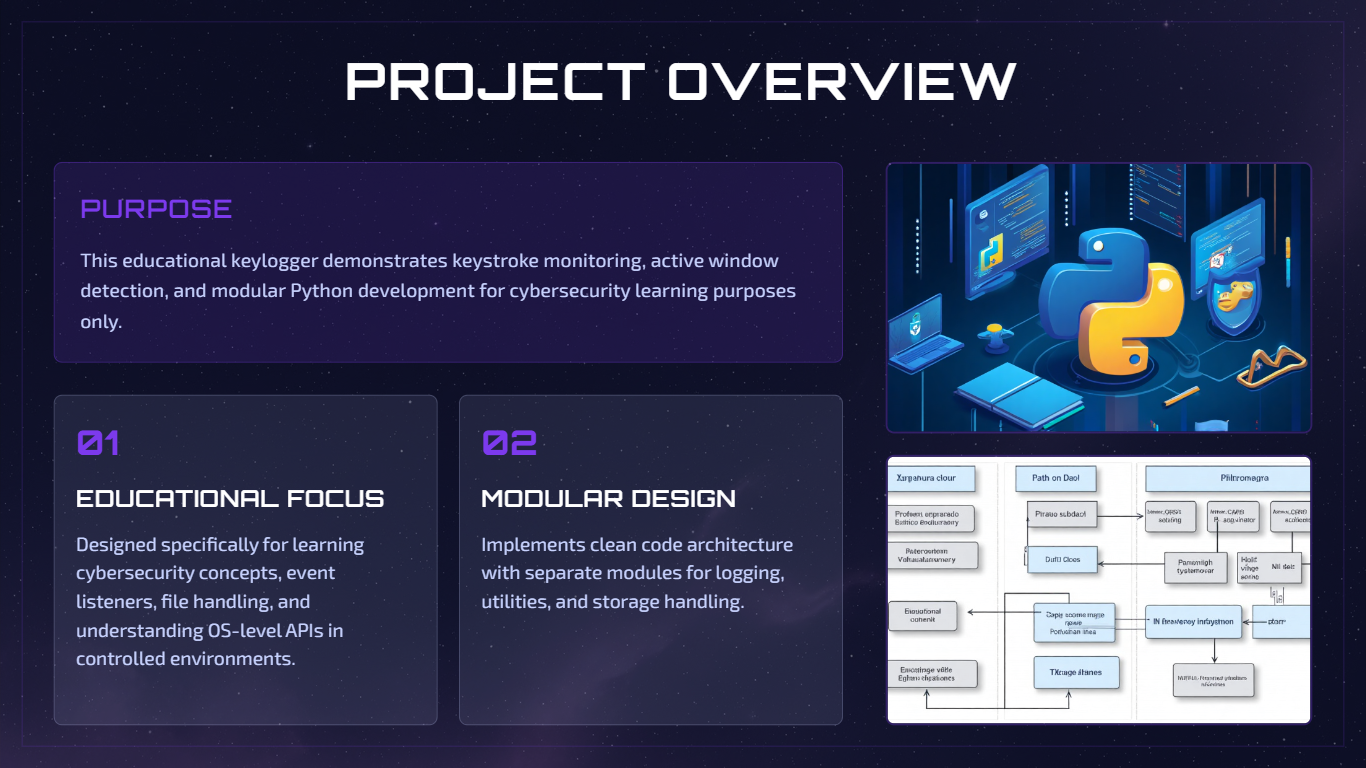 PROJECT OVERVIEW
PURPOSE
This educational keylogger demonstrates keystroke monitoring, active window
detection, and modular Python development for cybersecurity learning purposes
only.
01
EDUCATIONAL FOCUS
Designed specifically for learning
cybersecurity concepts, event
listeners, file handling, and
understanding OS-level APIs in
controlled environments.
02
MODULAR DESIGN
Implements clean code architecture
with separate modules for logging,
utilities, and storage handling.
Path on Daol